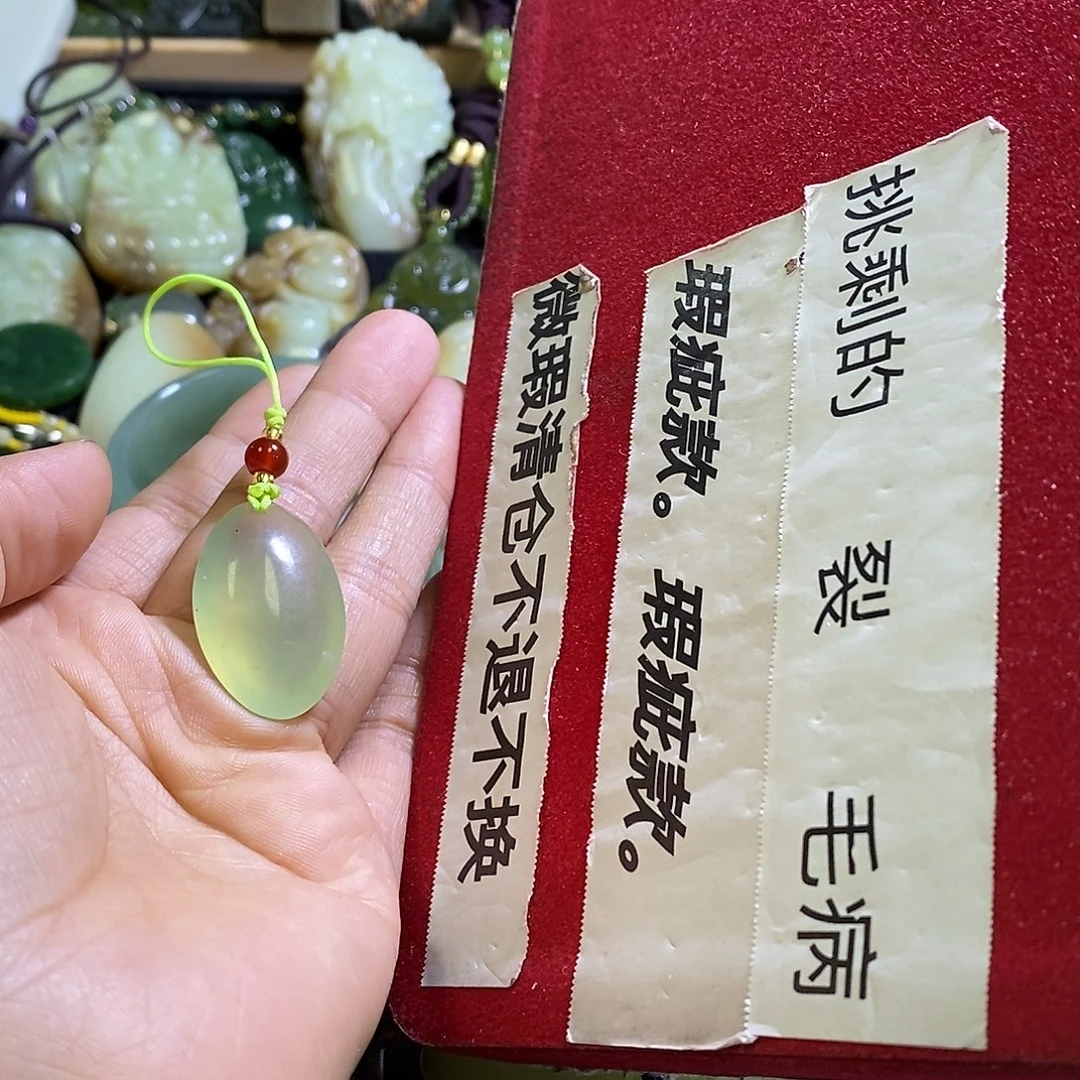 挑剩的 裂 毛病
瑕疵款。瑕疵款。
微瑕清仓不退不换